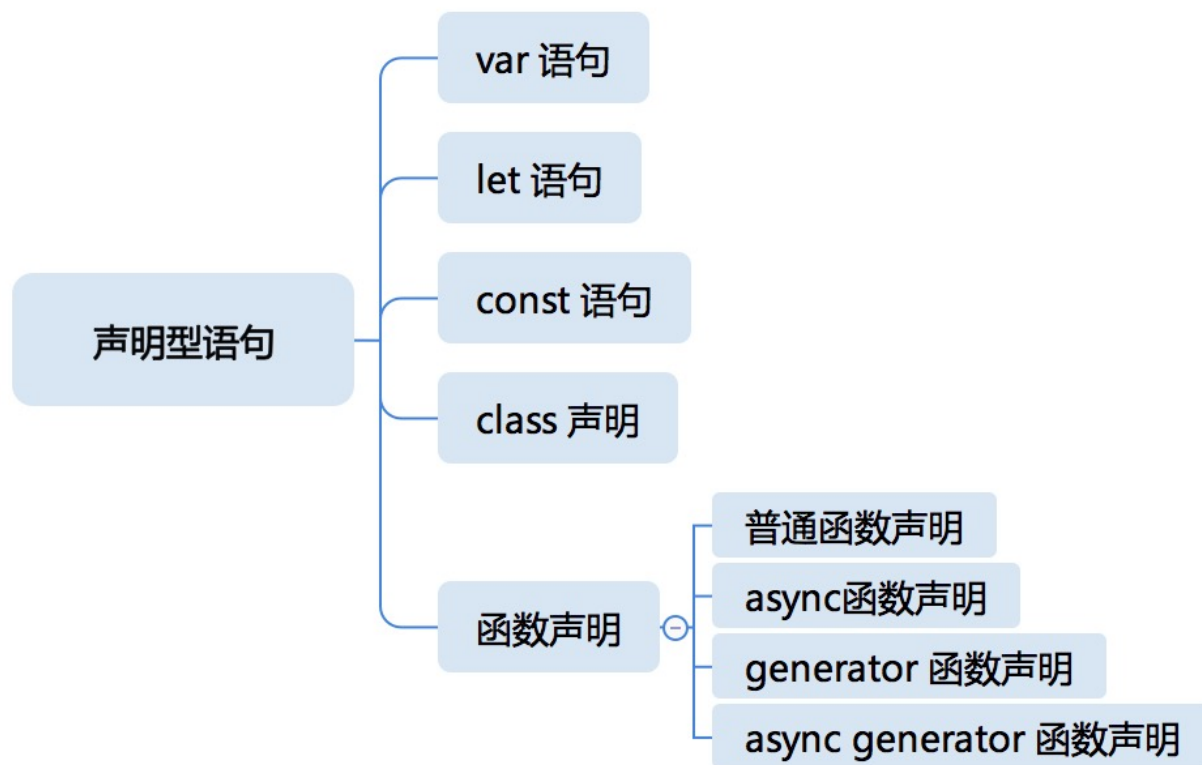 var 语句
let 语句
const 语句
声明型语句
class 声明
函数声明
普通函数声明
async函数声明
generator 函数声明
async generator 函数声明